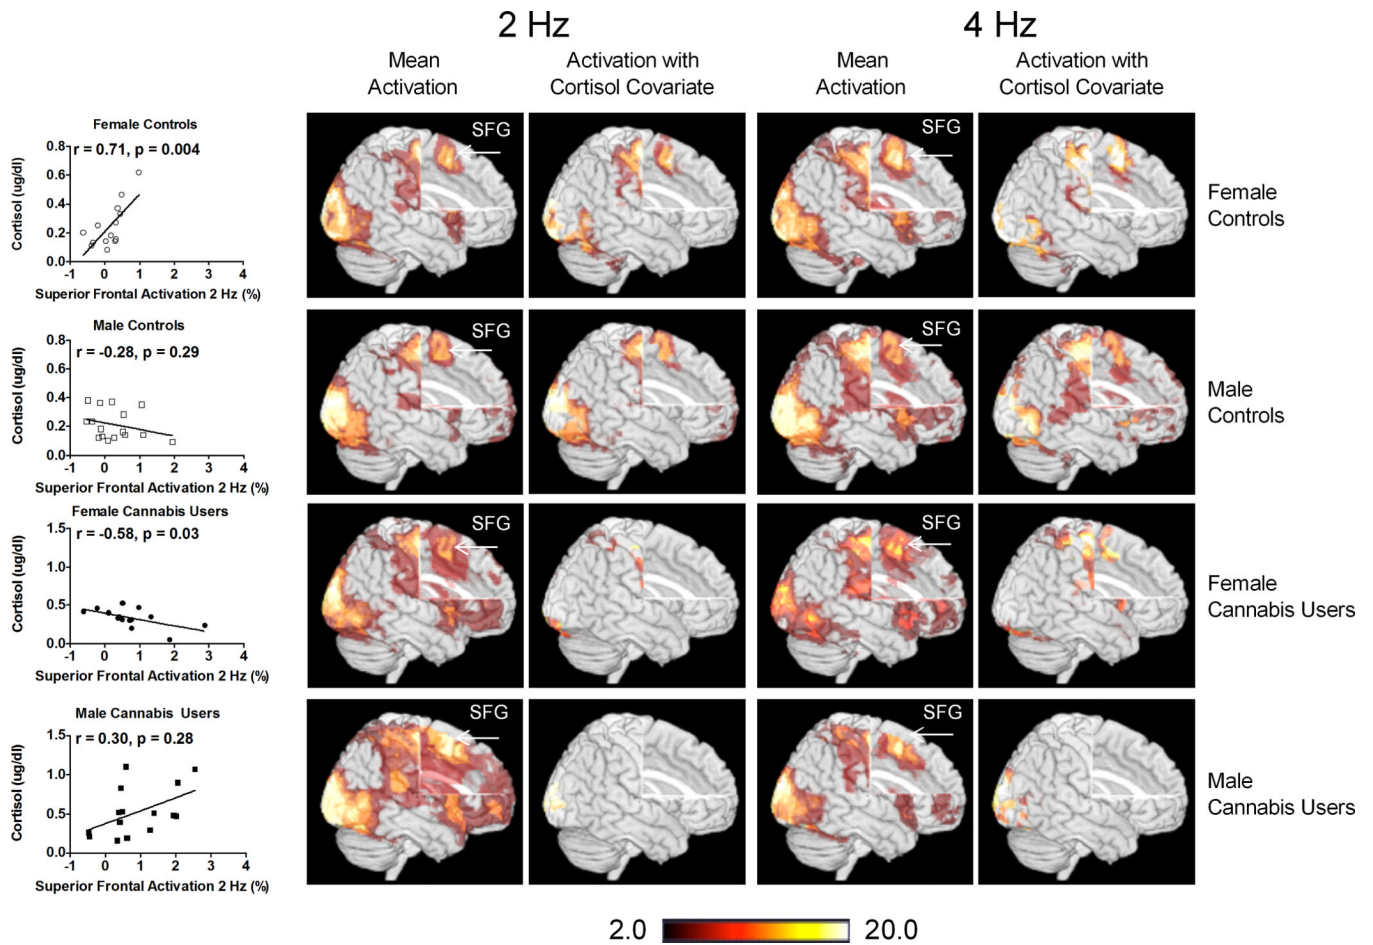 2 Hz
4 Hz
Mean
Activation
Activation with
Cortisol Covariate
Mean
Activation
Activation with
Cortisol Covariate
Female Controls
r = 0.71, p = 0.004
Cortisol (ug/dl)
0.8
0.6
0.4
0.2
0.0
-1 0 1 2 3 4
Superior Frontal Activation 2 Hz (%)
SFG
SFG
Female
Controls
Male Controls
r = -0.28, p = 0.29
Cortisol (ug/dl)
0.8
0.6
0.4
0.2
0.0
-1 0 1 2 3 4
Superior Frontal Activation 2 Hz (%)
SFG
SFG
Male
Controls
Female Cannabis Users
r = -0.58, p = 0.03
Cortisol (ug/dl)
1.5
1.0
0.5
0.0
-1 0 1 2 3 4
Superior Frontal Activation 2 Hz (%)
SFG
SFG
Female
Cannabis Users
Male Cannabis Users
r = 0.30, p = 0.28
Cortisol (ug/dl)
1.5
1.0
0.5
0.0
-1 0 1 2 3 4
Superior Frontal Activation 2 Hz (%)
SFG
SFG
Male
Cannabis Users
2.0 20.0